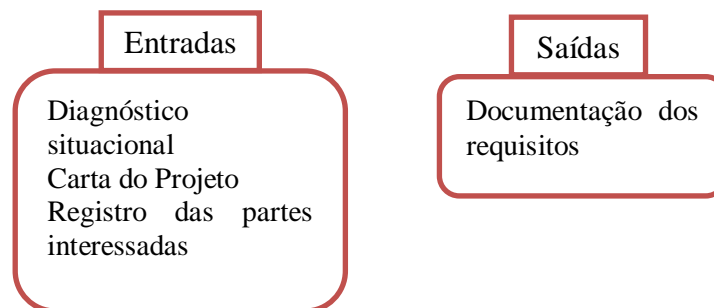 Entradas
Diagnóstico
situacional
Carta do Projeto
Registro das partes
interessadas
Saídas
Documentação dos
requisitos